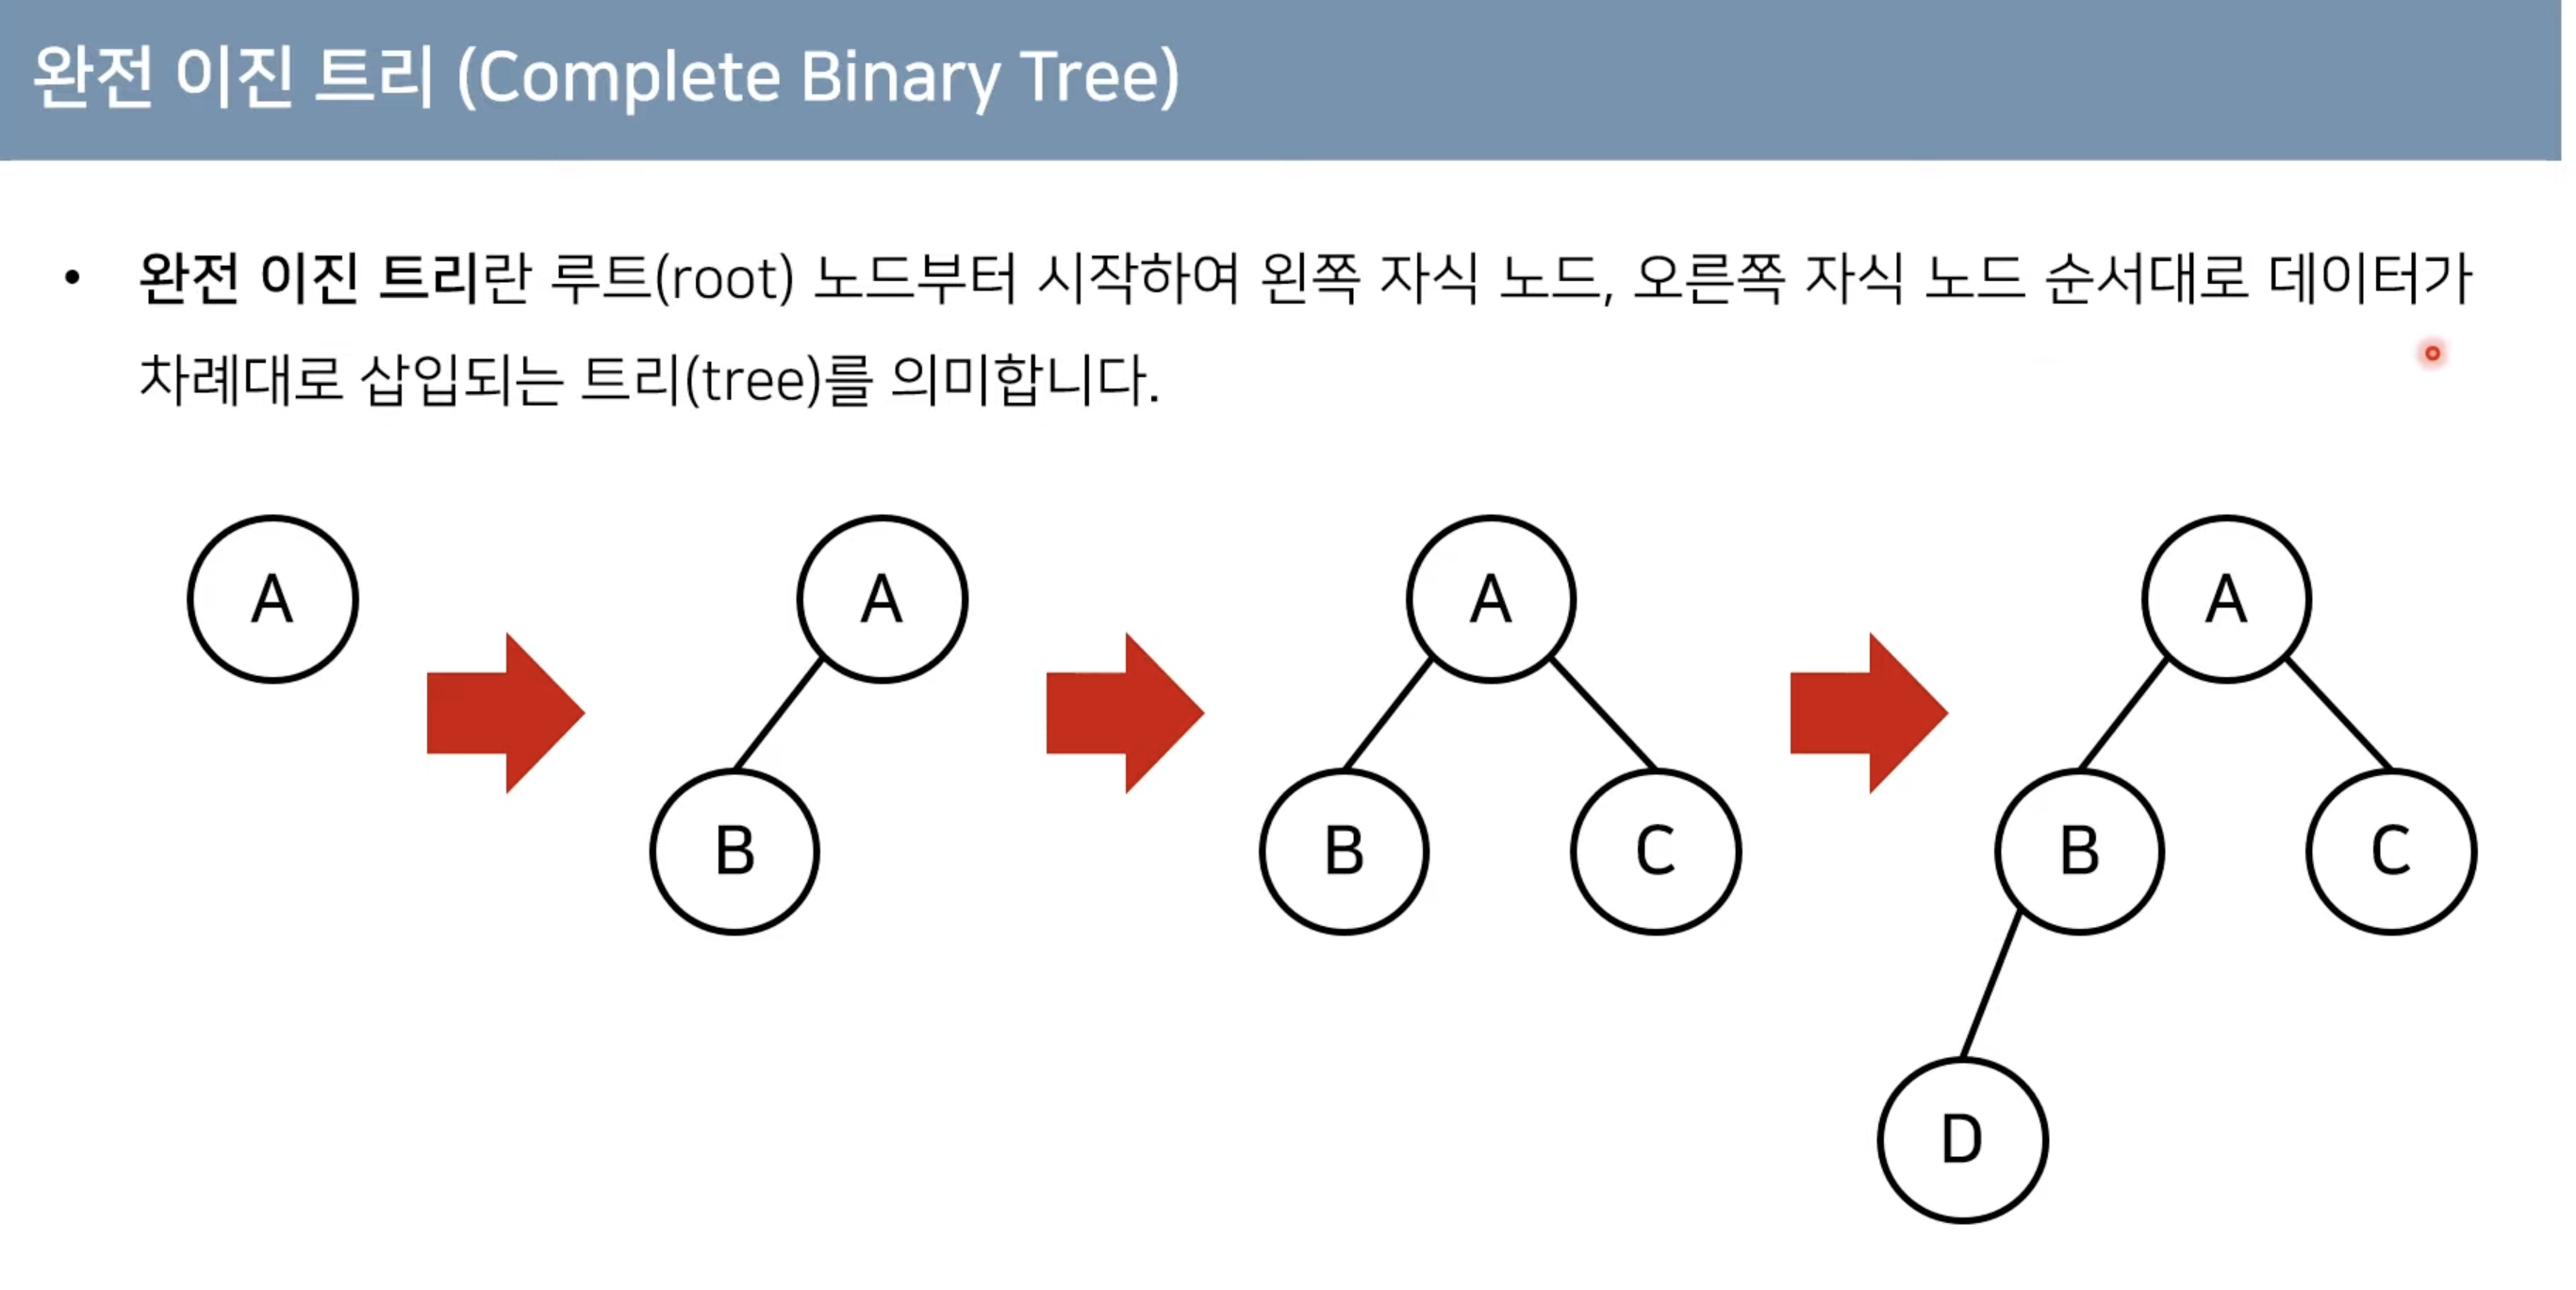 완전 이진 트리 (Complete Binary Tree)
• 완전 이진 트리란 루트(root) 노드부터 시작하여 왼쪽 자식 노드, 오른쪽 자식 노드 순서대로 데이터가
차례대로 삽입되는 트리(tree)를 의미합니다.
A
A
B
A
B C
A
B C
D